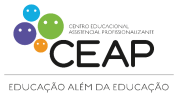 CENTRO EDUCACIONAL
ASSISTENCIAL PROFISSIONALIZANTE
CEAP
EDUCAÇÃO ALÉM DA EDUCAÇÃO